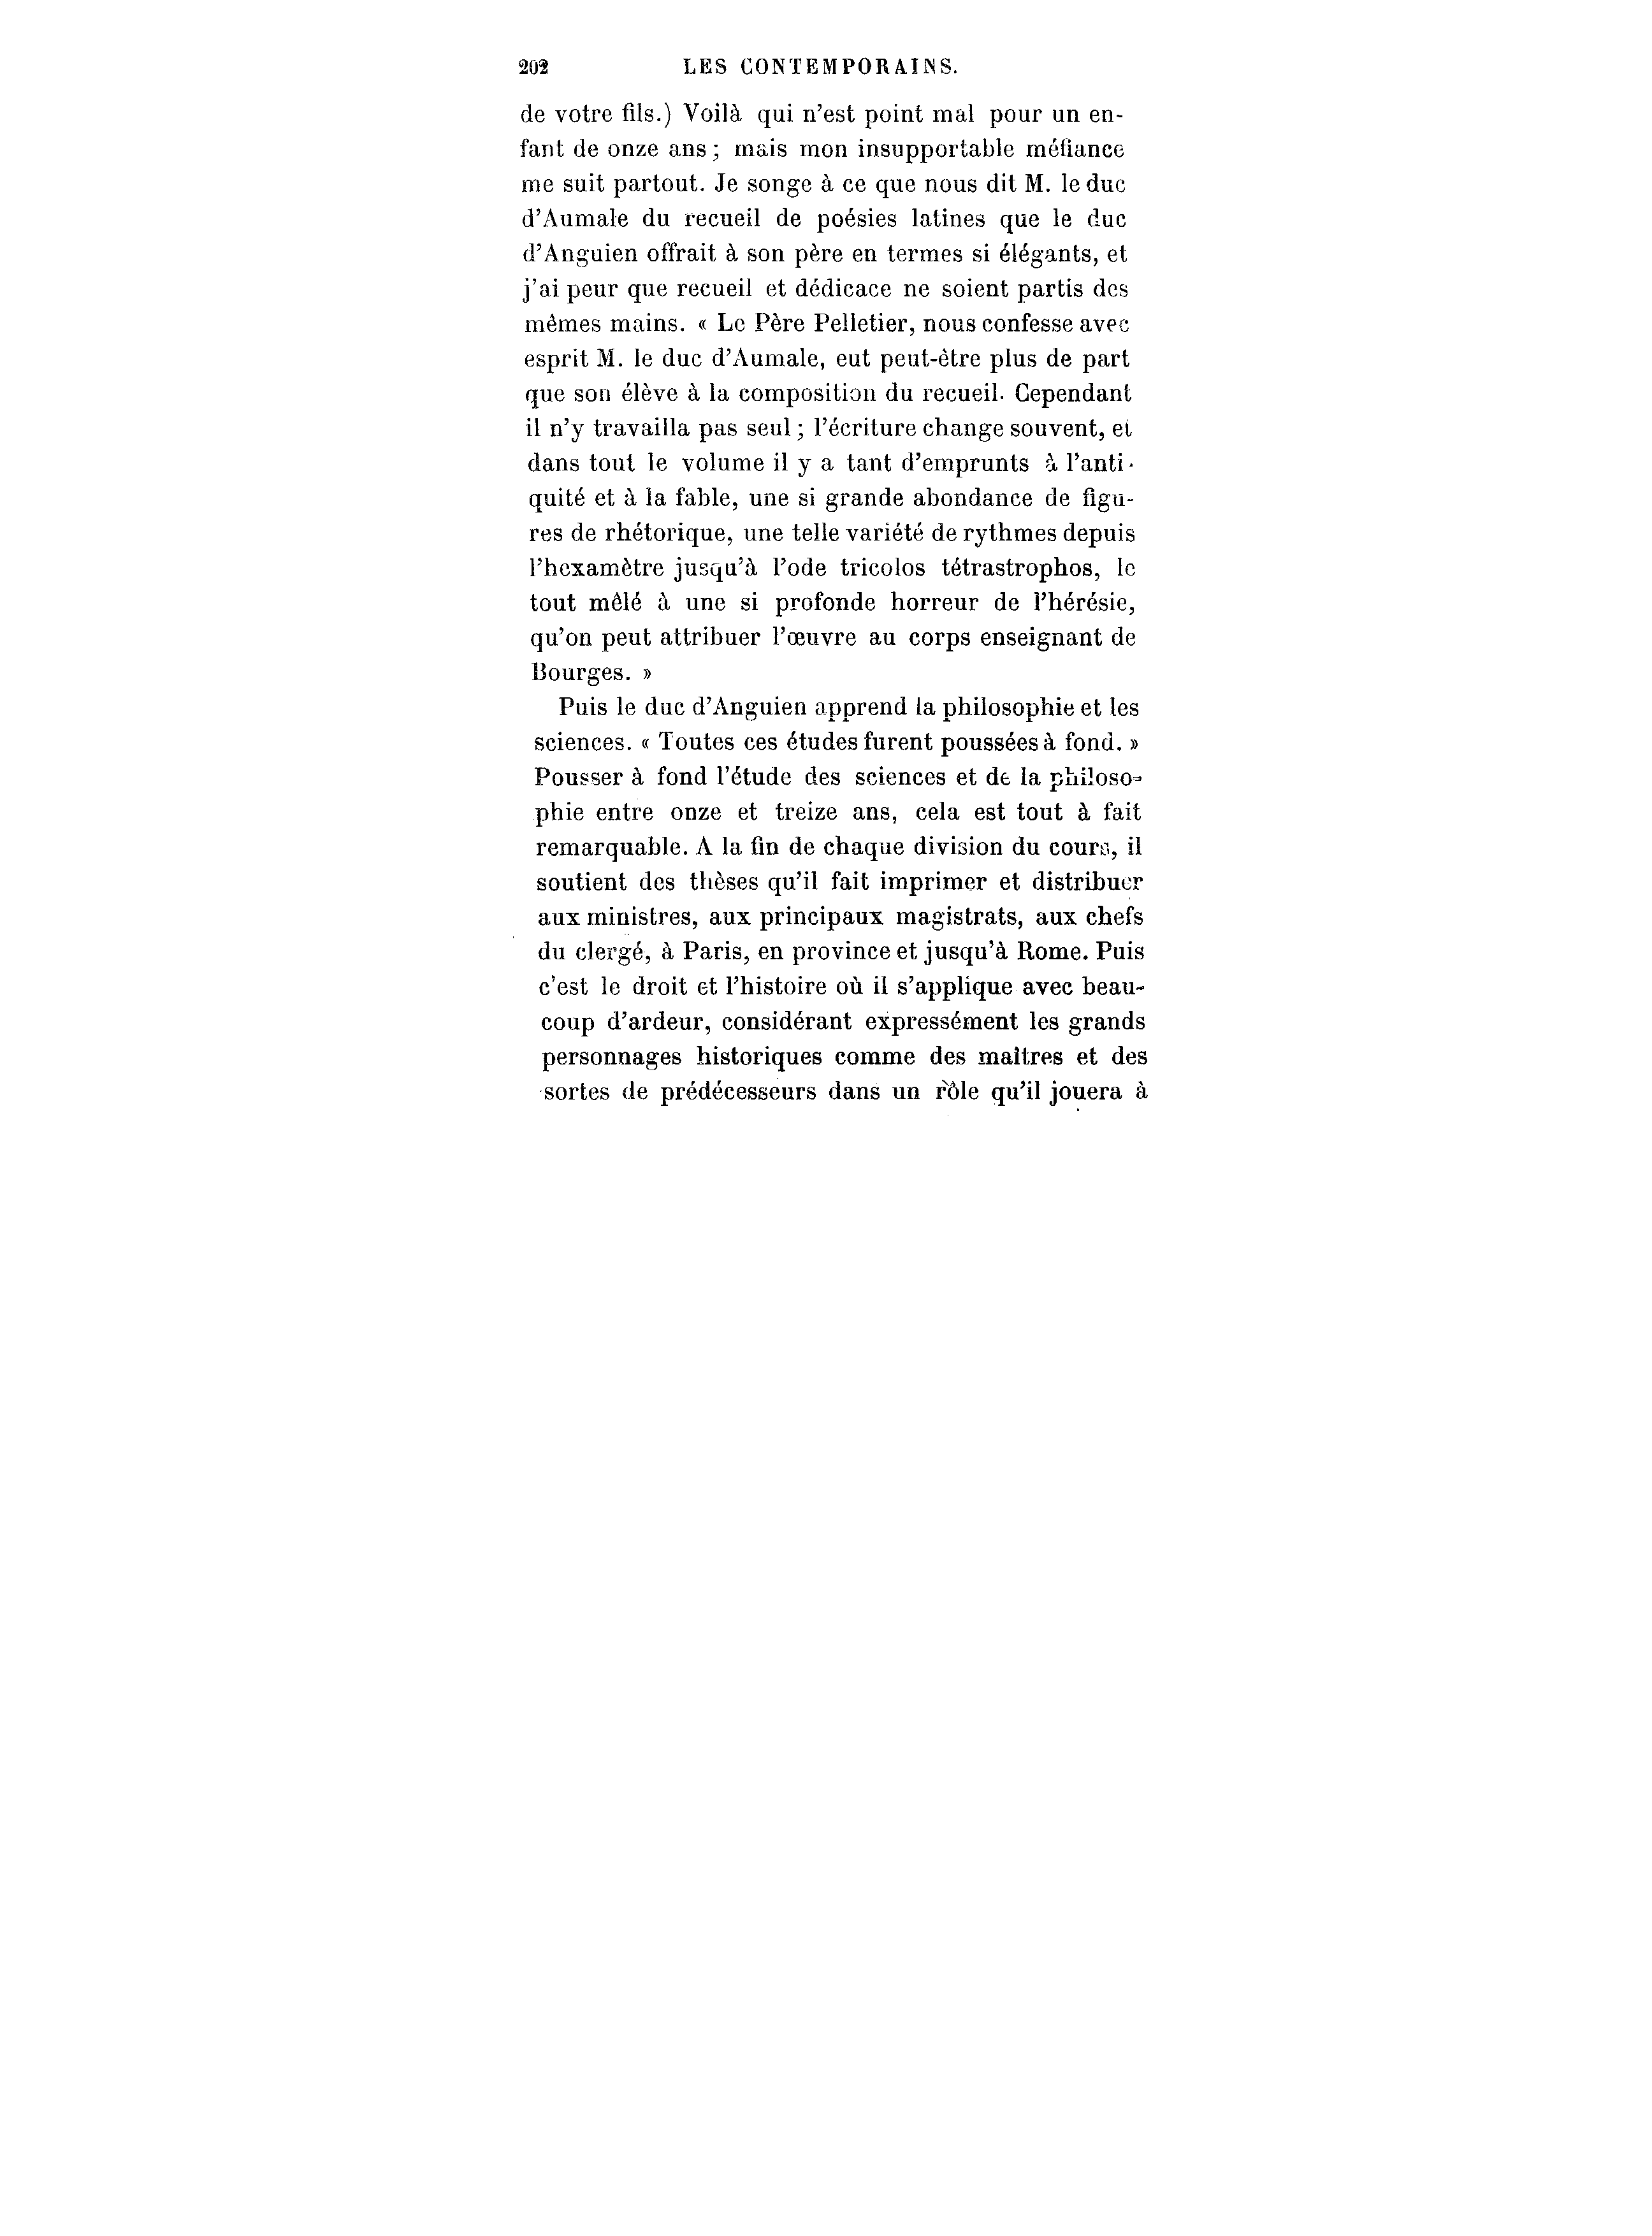 202 LES CONTEMPORAINS.
de votre fils.) Voilà qui n'est point mal pour un en-
fant de onze ans ; mais mon insupportable méfiance
me suit partout. Je songe à ce que nous dit M. le duc
d'Aumale du recueil de poésies latines que le duc
d'Anguien offrait à son père en termes si élégants, et
j'ai peur que recueil et dédicace ne soient partis des
mêmes mains. « Le Père Pelletier, nous confesse avec
esprit M. le duc d'Aumale, eut peut-être plus de part
que son élève à la composition du recueil. Cependant
il n'y travailla pas seul ; l'écriture change souvent, et
dans tout le volume il y a tant d'emprunts à l'anti-
quité et à la fable, une si grande abondance de figu-
res de rhétorique, une telle variété de rythmes depuis
l'hexamètre jusqu'à l'ode tricolos tétrastrophos, le
tout mêlé à une si profonde horreur de l'hérésie,
qu'on peut attribuer l'œuvre au corps enseignant de
Bourges. »
Puis le duc d'Anguien apprend la philosophie et les
sciences. « Toutes ces études furent poussées à fond. »
Pousser à fond l'étude des sciences et de la philoso-
phie entre onze et treize ans, cela est tout à fait
remarquable. A la fin de chaque division du cours, il
soutient des thèses qu'il fait imprimer et distribuer
aux ministres, aux principaux magistrats, aux chefs
du clergé, à Paris, en province et jusqu'à Rome. Puis
c'est le droit et l'histoire où il s'applique avec beau-
coup d'ardeur, considérant expressément les grands
personnages historiques comme des maîtres et des
sortes de prédécesseurs dans un rôle qu'il jouera à